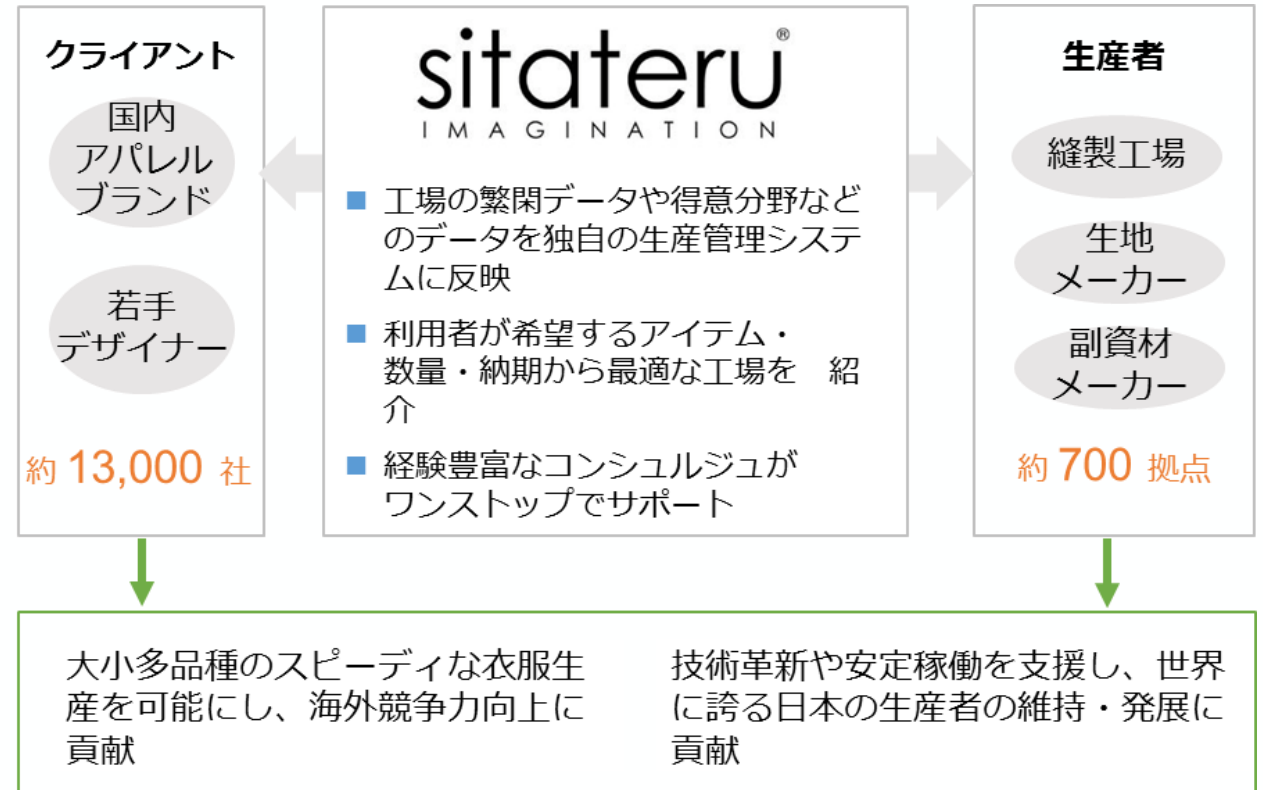 クライアント
国内
アパレル
ブランド
若手
デザイナー
約 13,000 社
sitateru®
IMAGINATION
■ 工場の繁閑データや得意分野など
のデータを独自の生産管理システ
ムに反映
■ 利用者が希望するアイテム・
数量・納期から最適な工場を　紹
介
■ 経験豊富なコンシュルジュが
ワンストップでサポート
生産者
縫製工場
生地
メーカー
副資材
メーカー
約 700 拠点
大小多品種のスピーディな衣服生
産を可能にし、海外競争力向上に
貢献
技術革新や安定稼働を支援し、世界
に誇る日本の生産者の維持・発展に
貢献